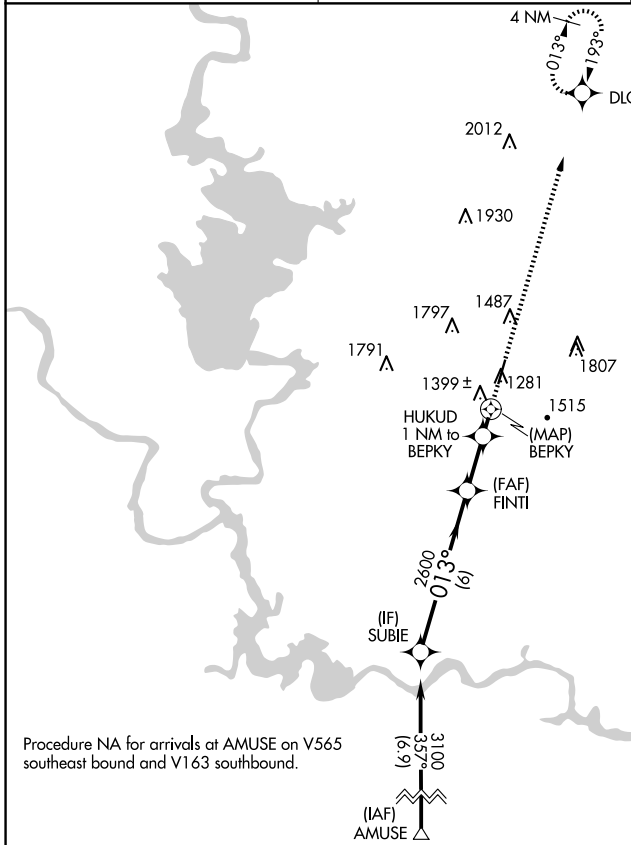 4 NM
013°
193°
DLC
2012
1930
1797
1487
1791
1807
1399 ±
1281
HUKUD
1 NM to
BEPKY
1515
(MAP)
BEPKY
(FAF)
FINTI
2600
013°
(6)
(IF)
SUBIE
Procedure NA for arrivals at AMUSE on V565
southeast bound and V163 southbound.
3100
357°
(6.9)
(IAF)
AMUSE